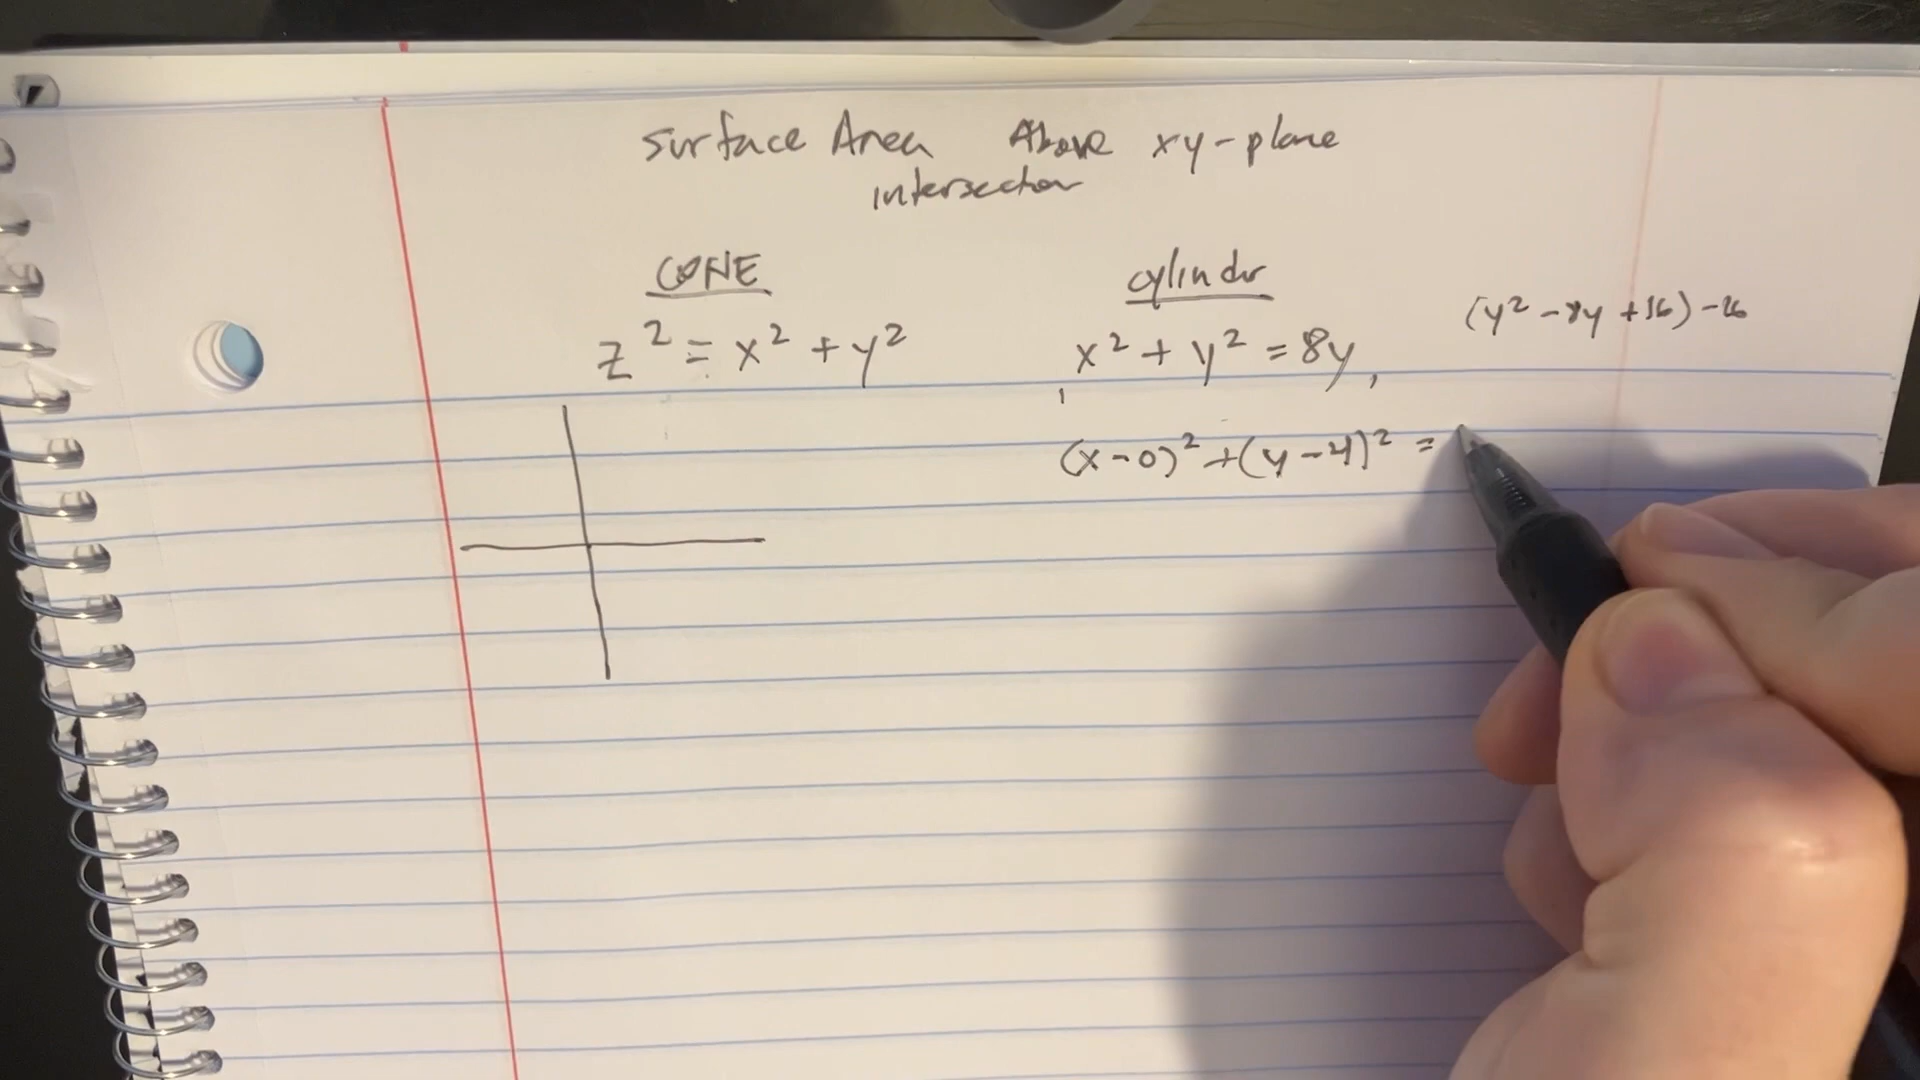 Surface Area Above xy-plane
intersection
CONE
cylinder
z² = x² + y²
x² + y² = 8y,
(y² - 8y + 16) - 16
(x - 0)² + (y - 4)² =